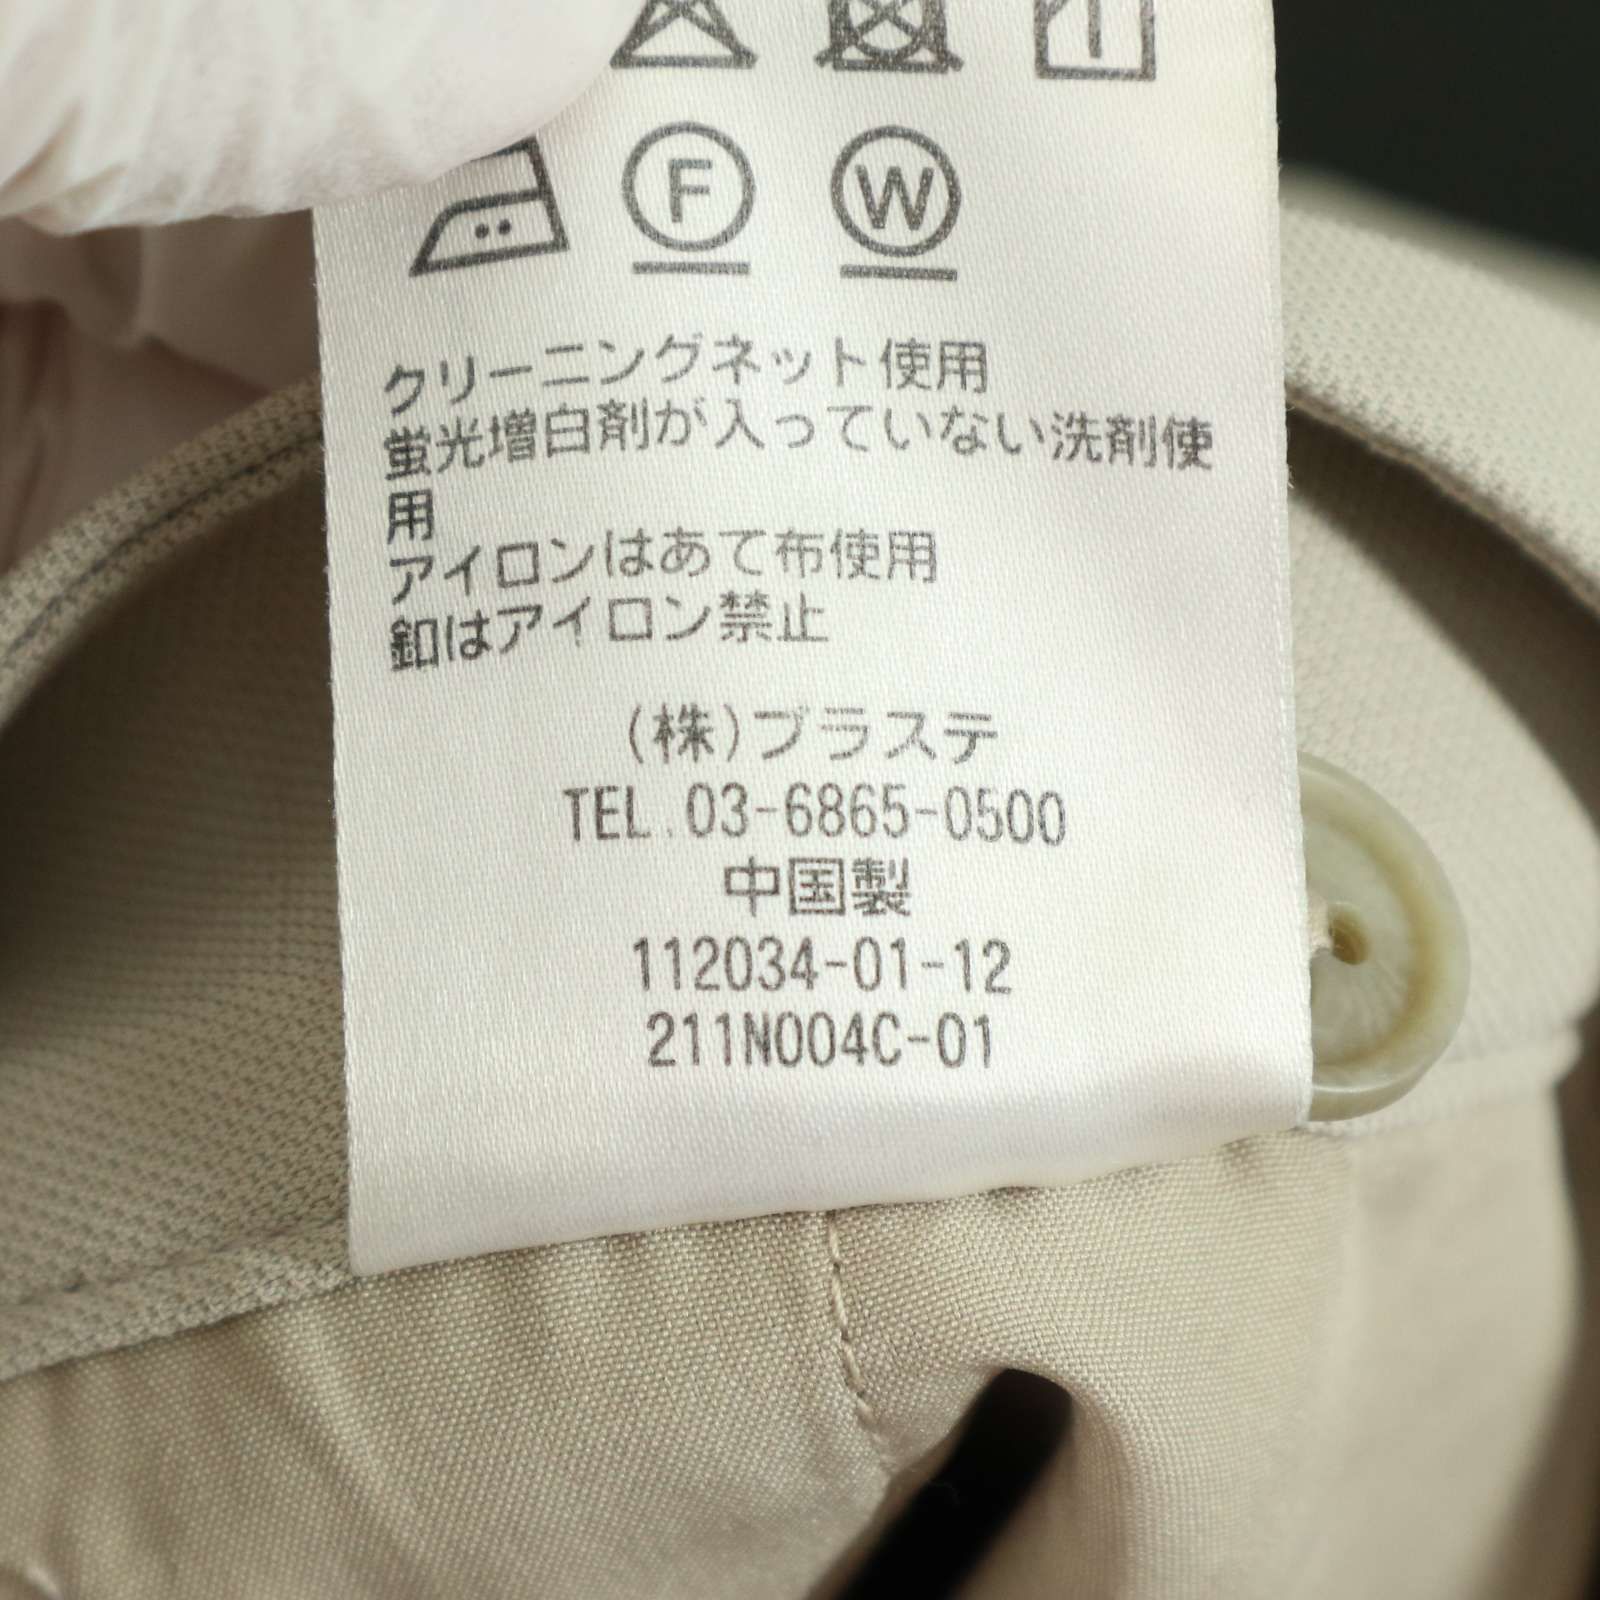 F W
クリーニングネット使用
蛍光増白剤が入っていない洗剤使
用
アイロンはあて布使用
釦はアイロン禁止
(株)プラステ
TEL.03-6865-0500
中国製
112034-01-12
211N004C-01